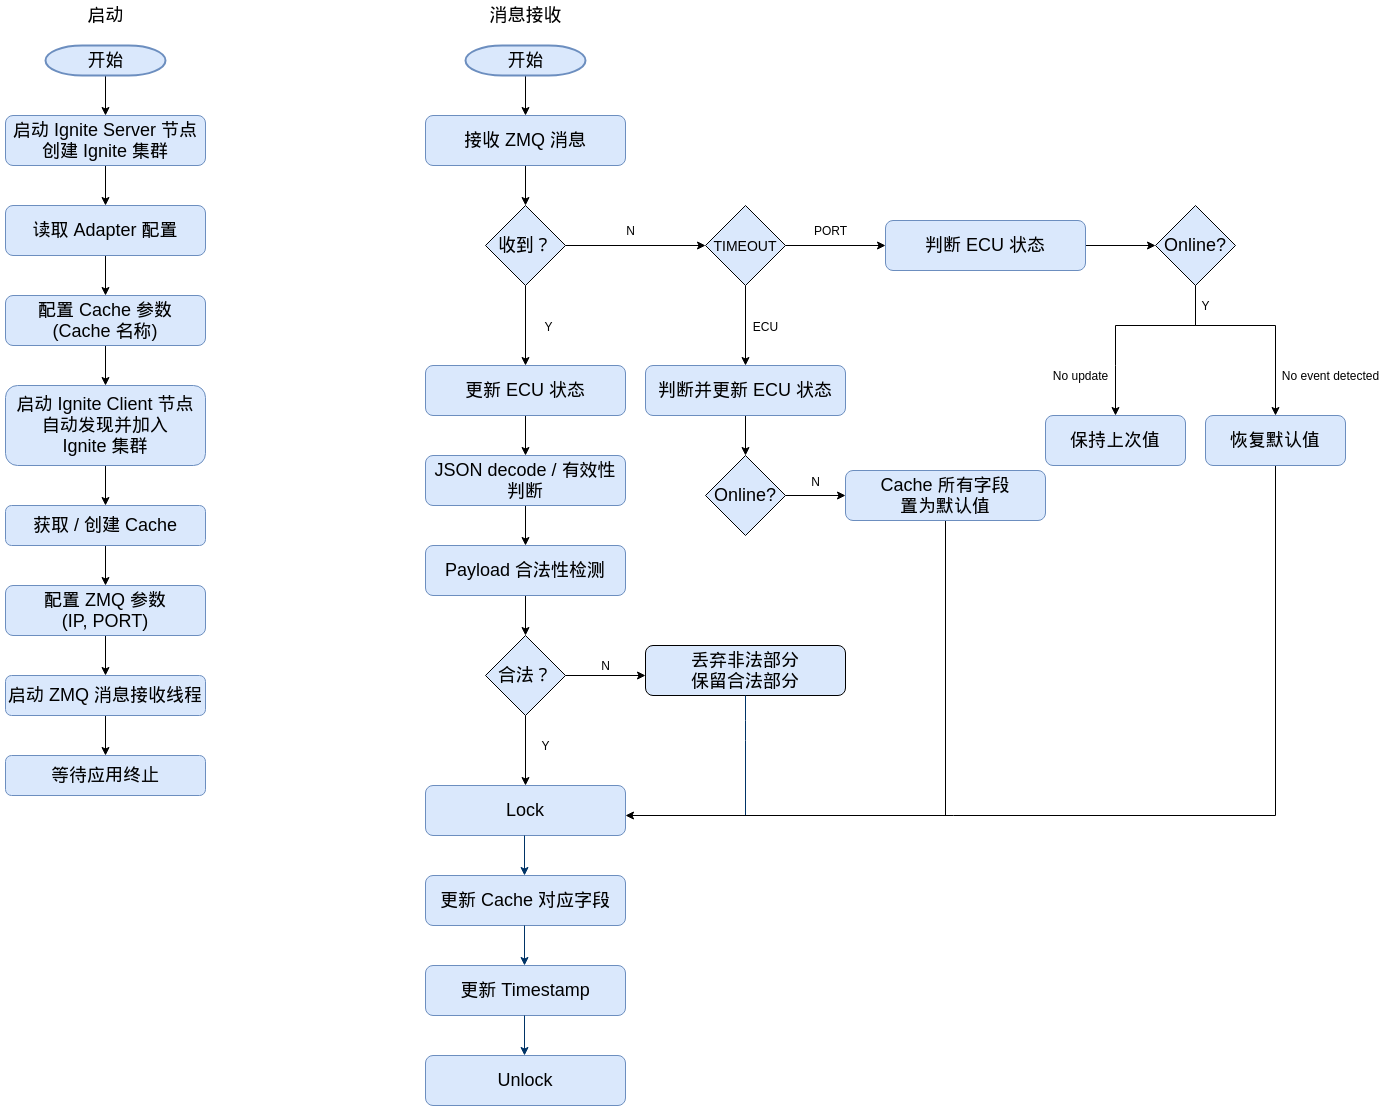 启动
开始
启动 Ignite Server 节点
创建 Ignite 集群
读取 Adapter 配置
配置 Cache 参数
(Cache 名称)
启动 Ignite Client 节点
自动发现并加入
Ignite 集群
获取 / 创建 Cache
配置 ZMQ 参数
(IP, PORT)
启动 ZMQ 消息接收线程
等待应用终止
消息接收
开始
接收 ZMQ 消息
收到？
N
TIMEOUT
PORT
判断 ECU 状态
Online?
Y
Y
ECU
No update
No event detected
更新 ECU 状态
判断并更新 ECU 状态
保持上次值
恢复默认值
JSON decode / 有效性
判断
Online?
N
Cache 所有字段
置为默认值
Payload 合法性检测
合法？
N
丢弃非法部分
保留合法部分
Y
Lock
更新 Cache 对应字段
更新 Timestamp
Unlock